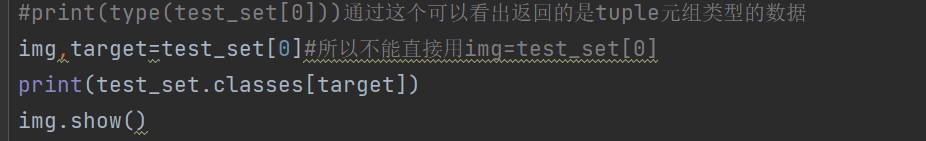 #print(type(test_set[0]))通过这个可以看出返回的是tuple元组类型的数据
img,target=test_set[0]#所以不能直接用img=test_set[0]
print(test_set.classes[target])
img.show()